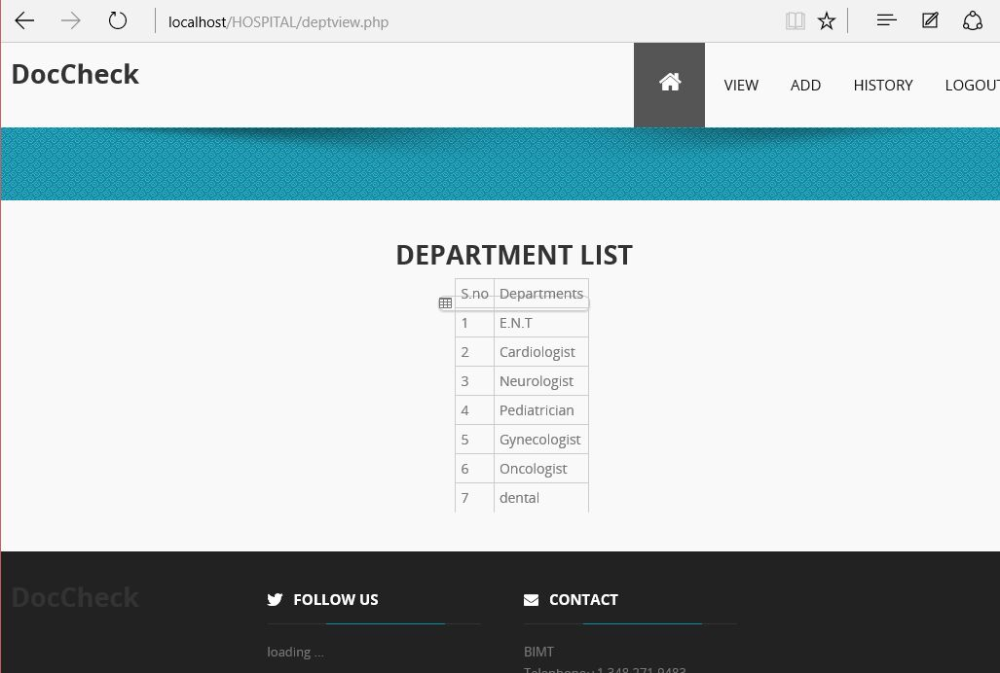 localhost/HOSPITAL/deptview.php
DocCheck
VIEW ADD HISTORY LOGOUT
DEPARTMENT LIST
S.no Departments
1 E.N.T
2 Cardiologist
3 Neurologist
4 Pediatrician
5 Gynecologist
6 Oncologist
7 dental
DocCheck
FOLLOW US
CONTACT
loading ...
BIMT
Telephone: 1 348 271 9483